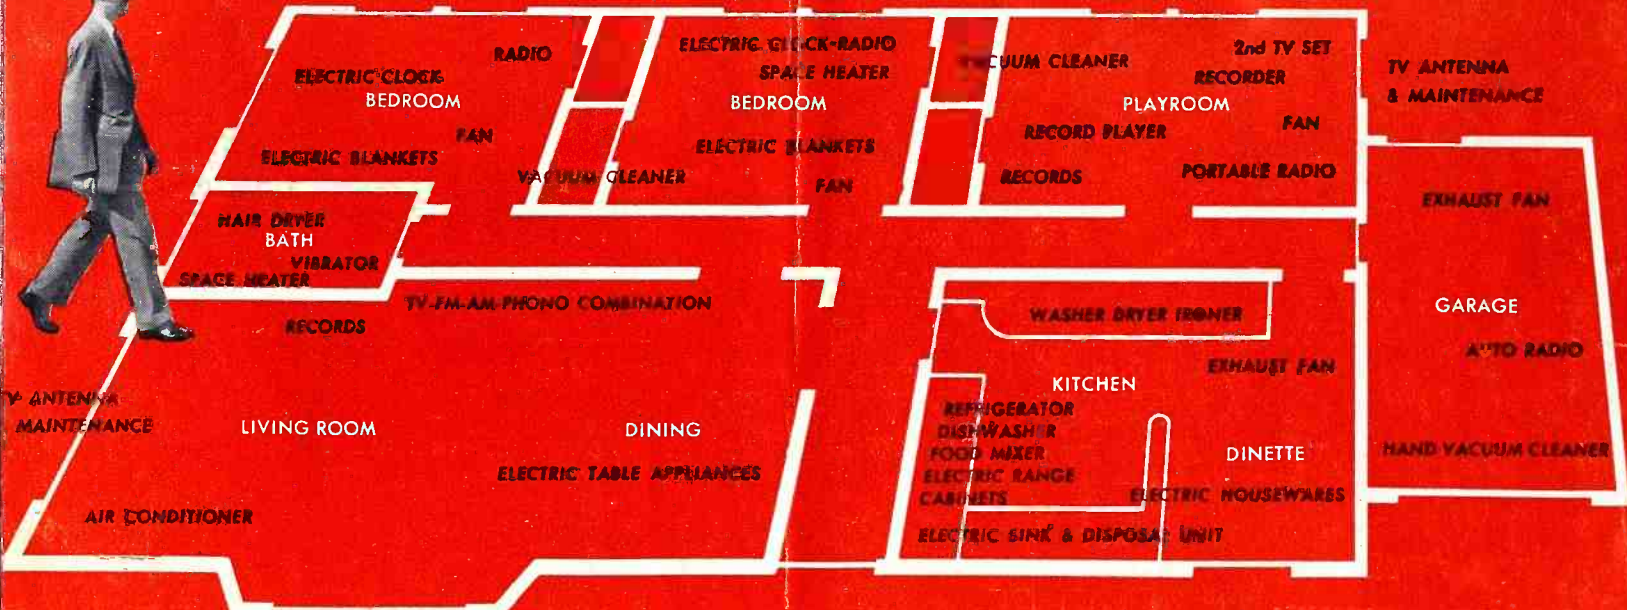 RADIO
ELECTRIC CLOCK
BEDROOM
FAN
ELECTRIC BLANKETS
ELECTRIC CLOCK-RADIO
SPACE HEATER
BEDROOM
ELECTRIC BLANKETS
VACUUM CLEANER
FAN
VACUUM CLEANER
2nd TV SET
RECORDER
PLAYROOM
RECORD PLAYER
FAN
RECORDS
PORTABLE RADIO
TV ANTENNA
& MAINTENANCE
EXHAUST FAN
GARAGE
AUTO RADIO
HAND VACUUM CLEANER
HAIR DRYER
BATH
VIBRATOR
SPACE HEATER
TV-FM-AM-PHONO COMBINATION
RECORDS
TV ANTENNA
MAINTENANCE
LIVING ROOM
DINING
ELECTRIC TABLE APPLIANCES
AIR CONDITIONER
WASHER DRYER IRONER
EXHAUST FAN
KITCHEN
REFRIGERATOR
DISHWASHER
FOOD MIXER
ELECTRIC RANGE
CABINETS
DINETTE
ELECTRIC HOUSEWARES
ELECTRIC SINK & DISPOSAL UNIT